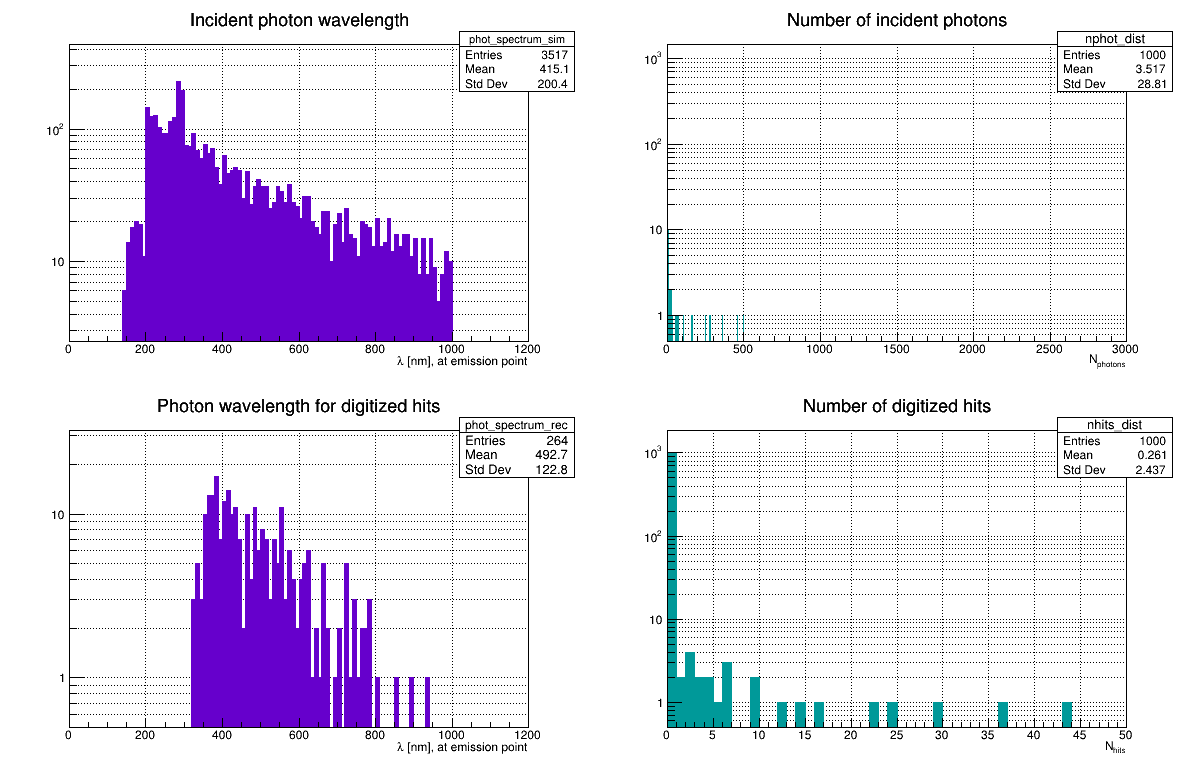 Incident photon wavelength
phot_spectrum_sim
Entries 3517
Mean 415.1
Std Dev 200.4
10²
10
0 200 400 600 800 1000 1200
λ [nm], at emission point
Number of incident photons
nphot_dist
Entries 1000
Mean 3.517
Std Dev 28.81
10³
10²
10
1
0 500 1000 1500 2000 2500 3000
N_photons
Photon wavelength for digitized hits
phot_spectrum_rec
Entries 264
Mean 492.7
Std Dev 122.8
10
1
0 200 400 600 800 1000 1200
λ [nm], at emission point
Number of digitized hits
nhits_dist
Entries 1000
Mean 0.261
Std Dev 2.437
10³
10²
10
1
0 5 10 15 20 25 30 35 40 45 50
N_hits